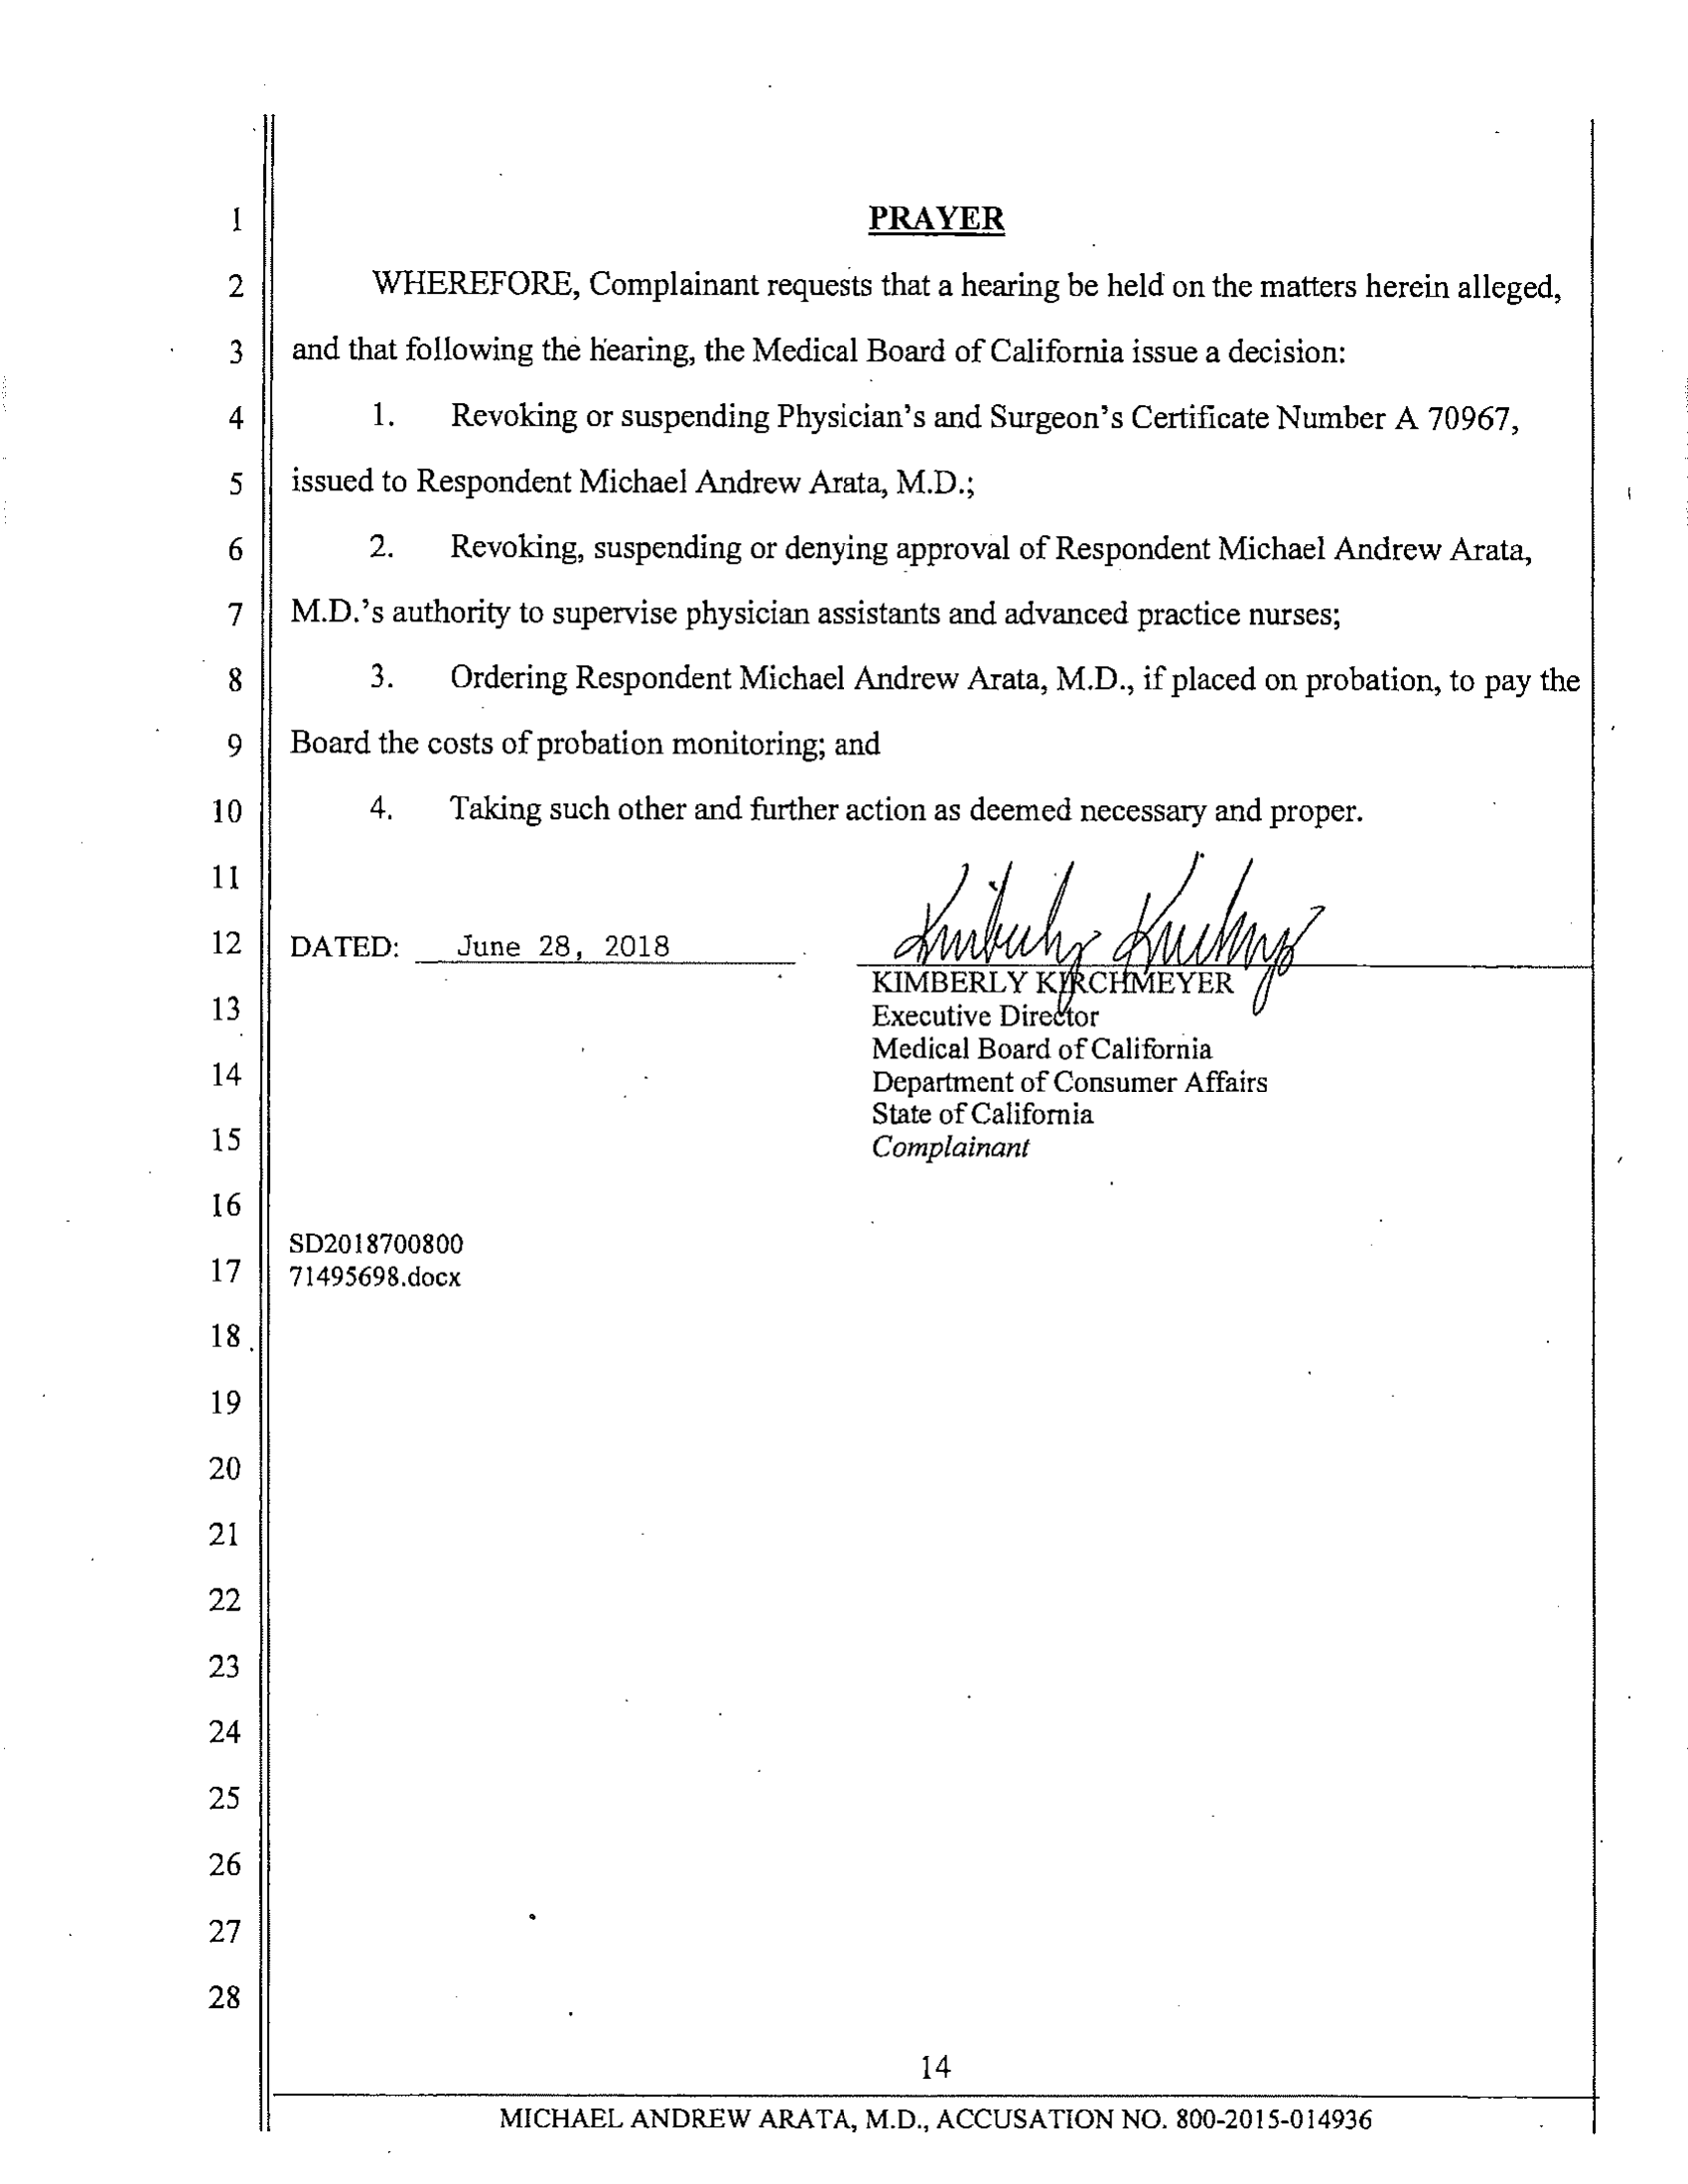 1 PRAYER
2 WHEREFORE, Complainant requests that a hearing be held on the matters herein alleged,
3 and that following the hearing, the Medical Board of California issue a decision:
4 1. Revoking or suspending Physician's and Surgeon's Certificate Number A 70967,
5 issued to Respondent Michael Andrew Arata, M.D.;
6 2. Revoking, suspending or denying approval of Respondent Michael Andrew Arata,
7 M.D.'s authority to supervise physician assistants and advanced practice nurses;
8 3. Ordering Respondent Michael Andrew Arata, M.D., if placed on probation, to pay the
9 Board the costs of probation monitoring; and
10 4. Taking such other and further action as deemed necessary and proper.
11
12 DATED: June 28, 2018 Kimberly Kirchmeyer
KIMBERLY KIRCHMEYER
13 Executive Director
Medical Board of California
14 Department of Consumer Affairs
State of California
15 Complainant
16
SD2018700800
17 71495698.docx
18
19
20
21
22
23
24
25
26
27
28
14
MICHAEL ANDREW ARATA, M.D., ACCUSATION NO. 800-2015-014936